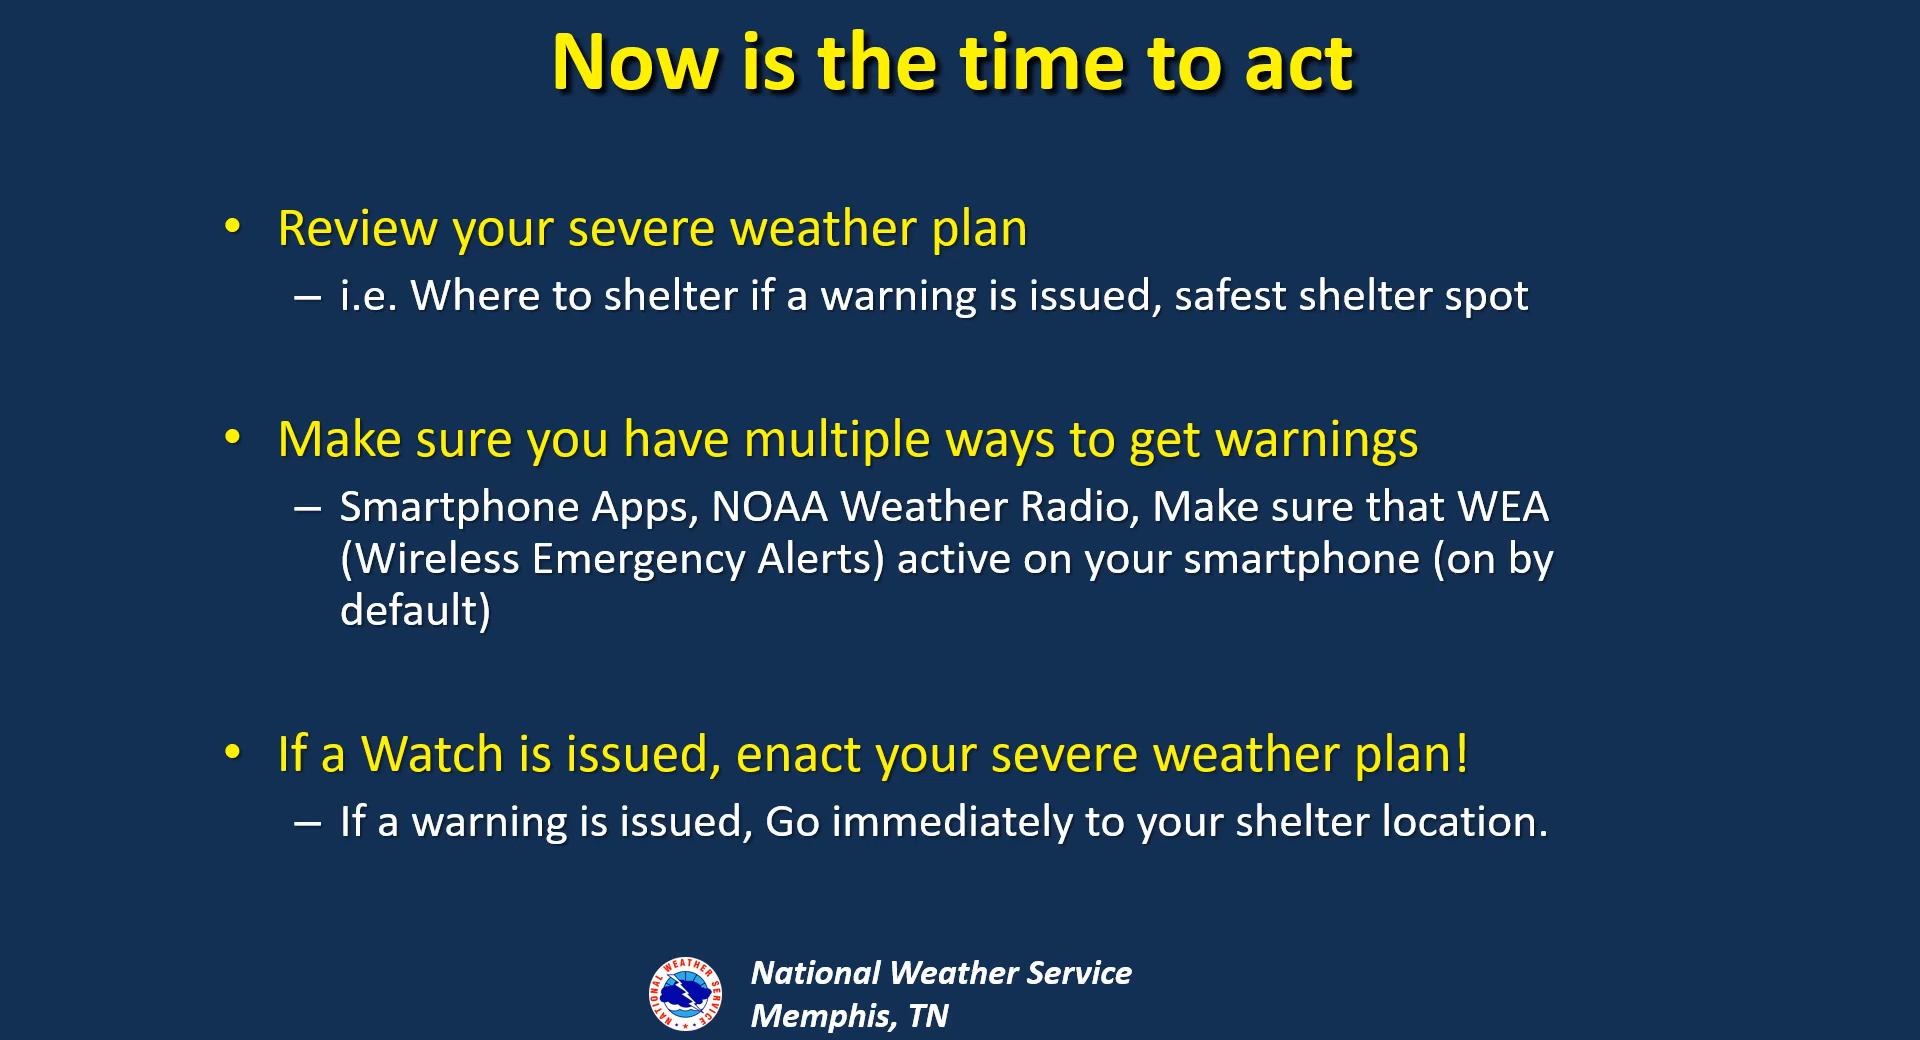 Now is the time to act
• Review your severe weather plan
– i.e. Where to shelter if a warning is issued, safest shelter spot
• Make sure you have multiple ways to get warnings
– Smartphone Apps, NOAA Weather Radio, Make sure that WEA
(Wireless Emergency Alerts) active on your smartphone (on by
default)
• If a Watch is issued, enact your severe weather plan!
– If a warning is issued, Go immediately to your shelter location.
NATIONAL WEATHER SERVICE
National Weather Service
Memphis, TN